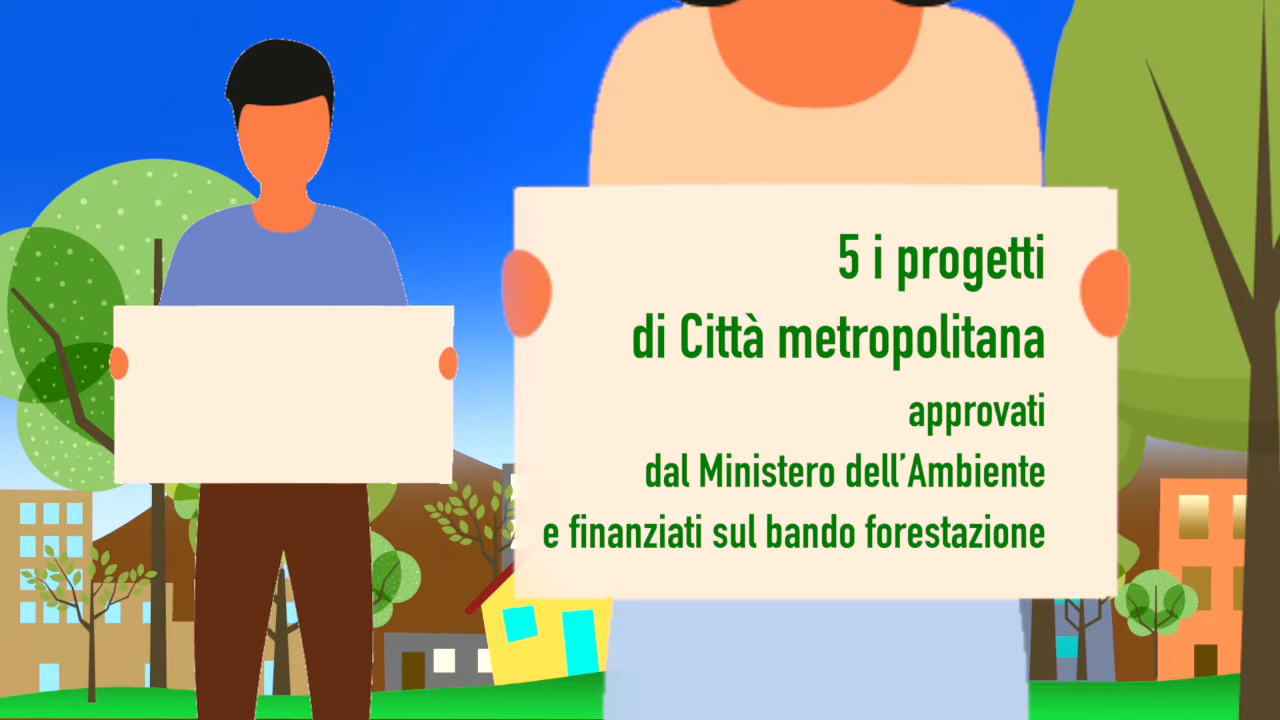 5 i progetti
di Città metropolitana
approvati
dal Ministero dell’Ambiente
e finanziati sul bando forestazione